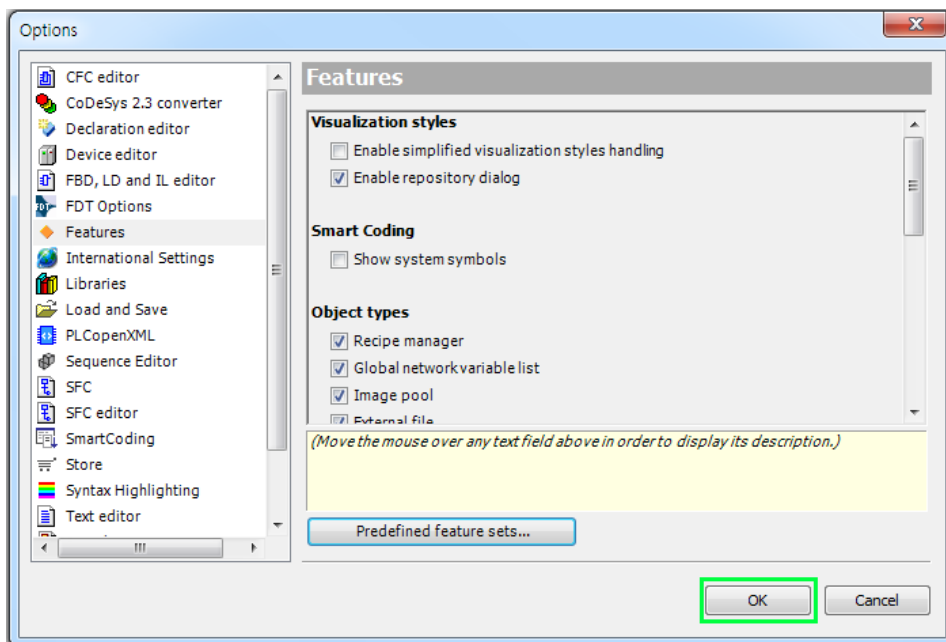 Options
CFC editor
CoDeSys 2.3 converter
Declaration editor
Device editor
FBD, LD and IL editor
FDT Options
Features
International Settings
Libraries
Load and Save
PLCopenXML
Sequence Editor
SFC
SFC editor
SmartCoding
Store
Syntax Highlighting
Text editor
Features
Visualization styles
Enable simplified visualization styles handling
Enable repository dialog
Smart Coding
Show system symbols
Object types
Recipe manager
Global network variable list
Image pool
External file
(Move the mouse over any text field above in order to display its description.)
Predefined feature sets...
OK
Cancel